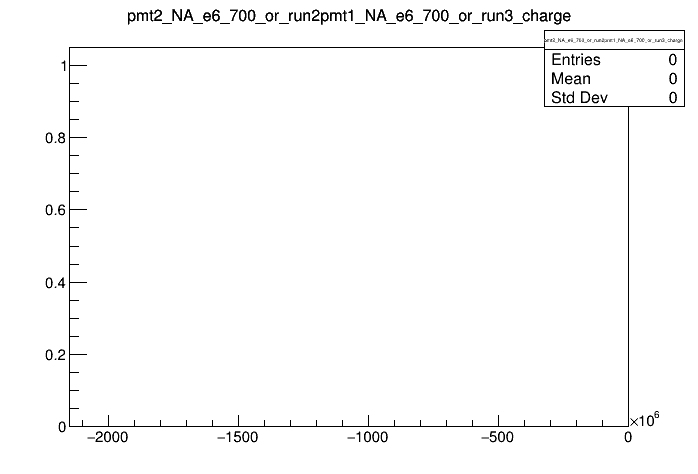 pmt2_NA_e6_700_or_run2pmt1_NA_e6_700_or_run3_charge
pmt2_NA_e6_700_or_run2pmt1_NA_e6_700_or_run3_charge
Entries 0
Mean 0
Std Dev 0
1
0.8
0.6
0.4
0.2
0
−2000 −1500 −1000 −500 0
×10⁶